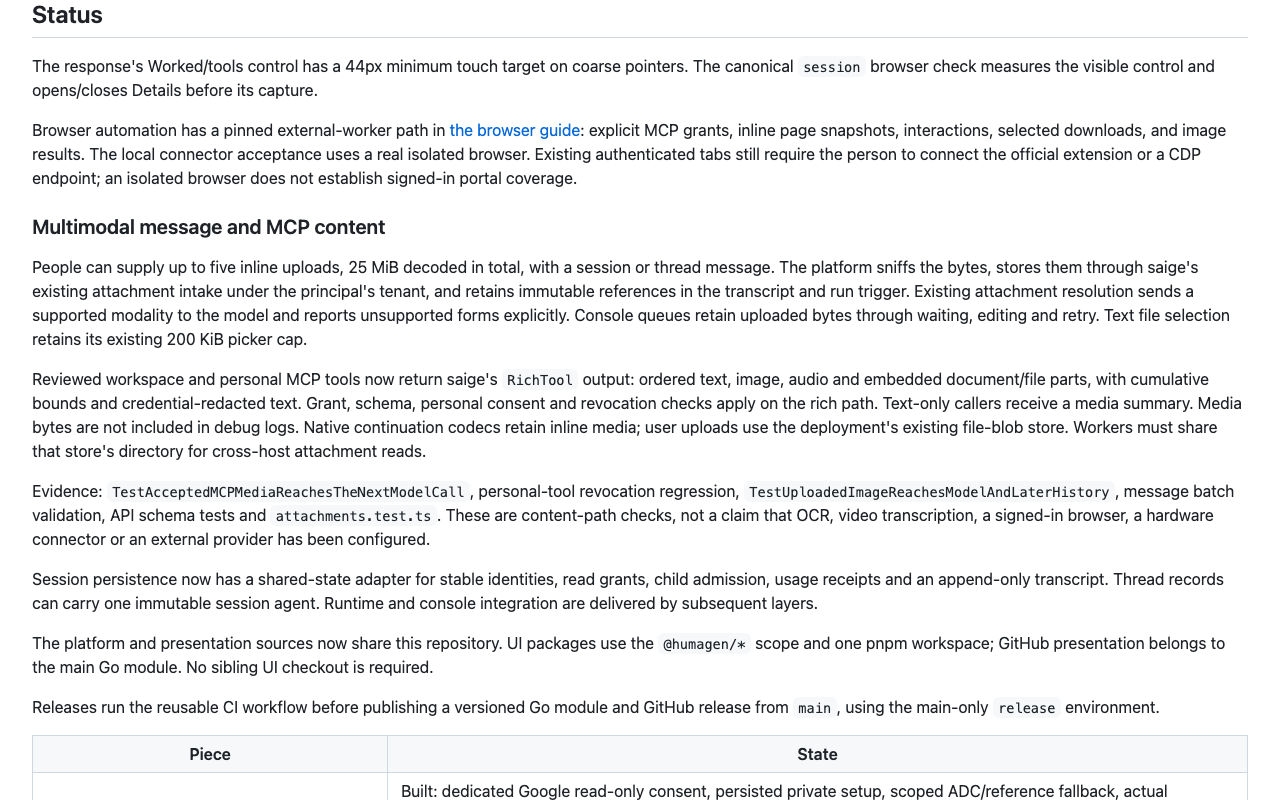 Status
The response's Worked/tools control has a 44px minimum touch target on coarse pointers. The canonical session browser check measures the visible control and
opens/closes Details before its capture.
Browser automation has a pinned external-worker path in the browser guide: explicit MCP grants, inline page snapshots, interactions, selected downloads, and image
results. The local connector acceptance uses a real isolated browser. Existing authenticated tabs still require the person to connect the official extension or a CDP
endpoint; an isolated browser does not establish signed-in portal coverage.
Multimodal message and MCP content
People can supply up to five inline uploads, 25 MiB decoded in total, with a session or thread message. The platform sniffs the bytes, stores them through saige's
existing attachment intake under the principal's tenant, and retains immutable references in the transcript and run trigger. Existing attachment resolution sends a
supported modality to the model and reports unsupported forms explicitly. Console queues retain uploaded bytes through waiting, editing and retry. Text file selection
retains its existing 200 KiB picker cap.
Reviewed workspace and personal MCP tools now return saige's RichTool output: ordered text, image, audio and embedded document/file parts, with cumulative
bounds and credential-redacted text. Grant, schema, personal consent and revocation checks apply on the rich path. Text-only callers receive a media summary. Media
bytes are not included in debug logs. Native continuation codecs retain inline media; user uploads use the deployment's existing file-blob store. Workers must share
that store's directory for cross-host attachment reads.
Evidence: TestAcceptedMCPMediaReachesTheNextModelCall, personal-tool revocation regression, TestUploadedImageReachesModelAndLaterHistory, message batch
validation, API schema tests and attachments.test.ts. These are content-path checks, not a claim that OCR, video transcription, a signed-in browser, a hardware
connector or an external provider has been configured.
Session persistence now has a shared-state adapter for stable identities, read grants, child admission, usage receipts and an append-only transcript. Thread records
can carry one immutable session agent. Runtime and console integration are delivered by subsequent layers.
The platform and presentation sources now share this repository. UI packages use the @humagen/* scope and one pnpm workspace; GitHub presentation belongs to
the main Go module. No sibling UI checkout is required.
Releases run the reusable CI workflow before publishing a versioned Go module and GitHub release from main, using the main-only release environment.
Piece State
Built: dedicated Google read-only consent, persisted private setup, scoped ADC/reference fallback, actual